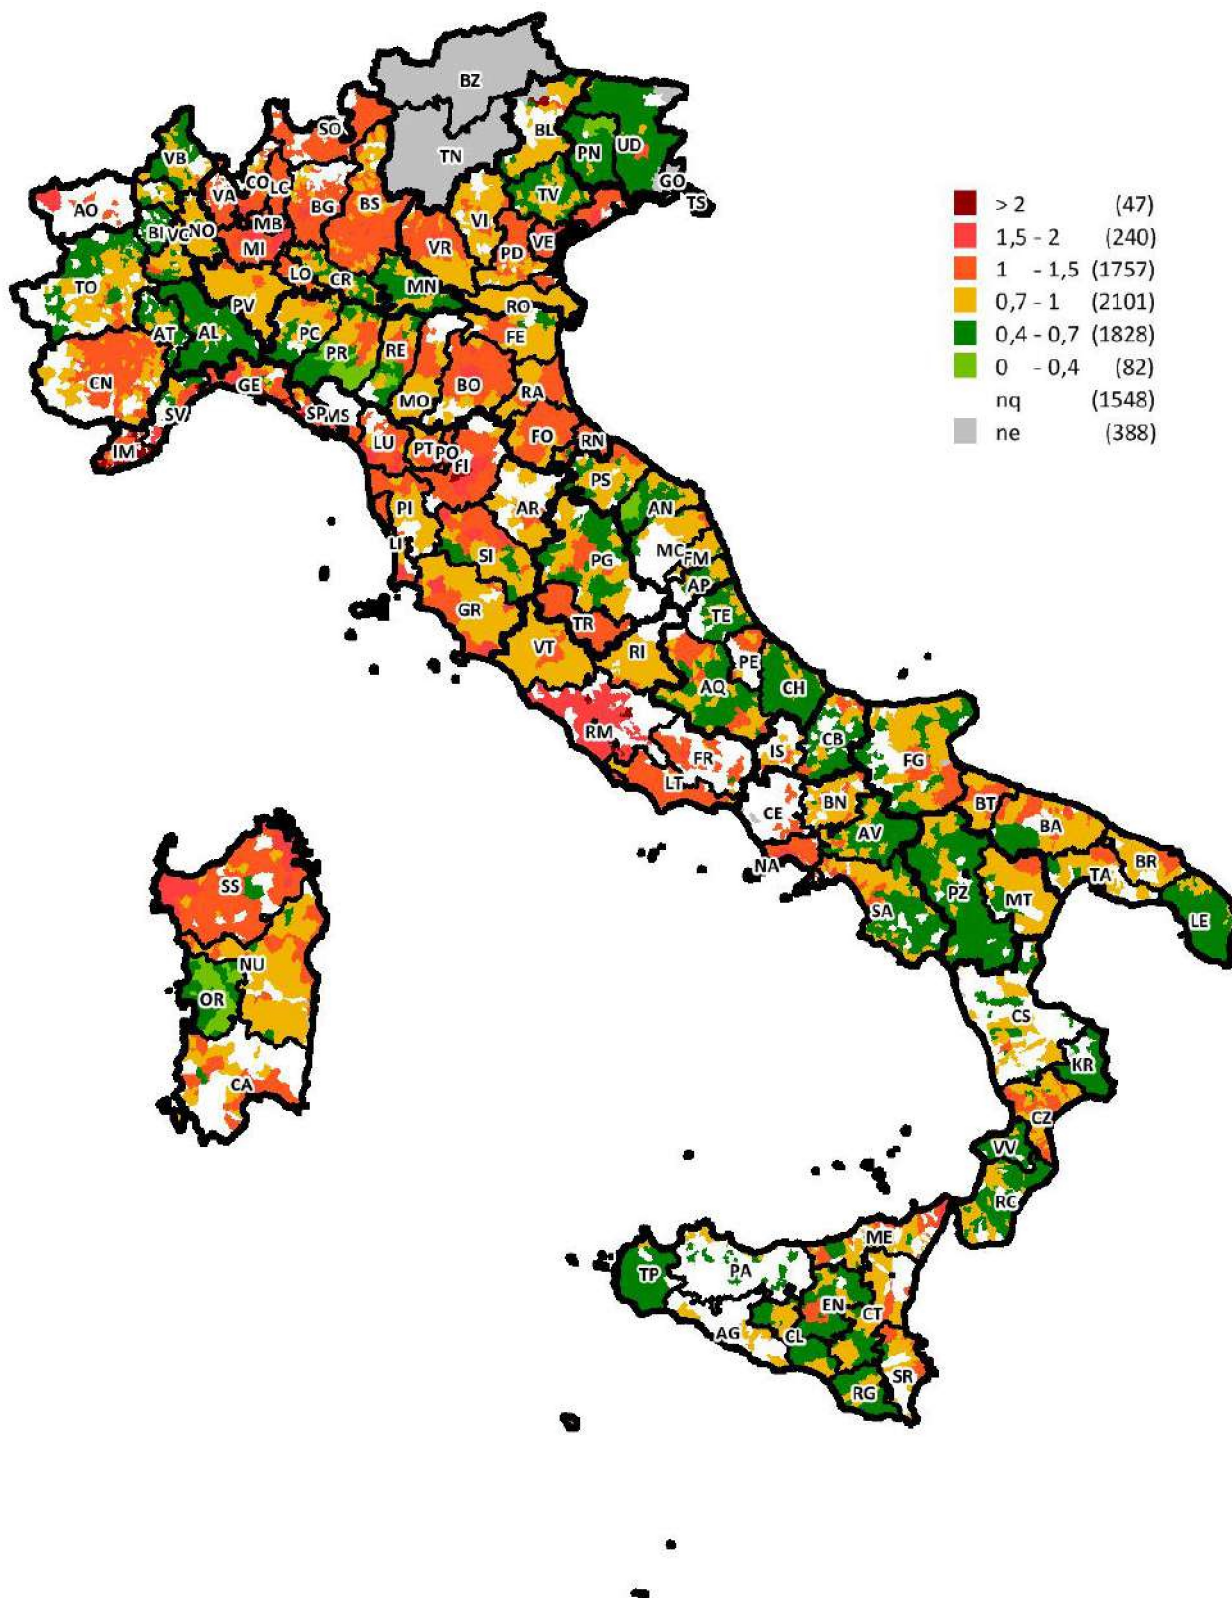 BZ
SO
TN
BL
UD
PN
VB
GO
CO
LC
TS
VA
AO
BG
BS
TV
VI
BI
VC
NO
MB
MI
VR
PD
VE
LO
CR
MN
TO
PV
RO
AT
AL
PC
FE
PR
RE
CN
GE
BO
RA
MO
SV
SP
MS
FO
RN
LU
PT
PO
FI
IM
PS
PI
AR
AN
LI
SI
PG
MC
FM
AP
GR
TE
TR
VT
RI
PE
AQ
CH
RM
CB
IS
FR
FG
LT
CE
BN
BT
BA
AV
NA
BR
TA
SS
PZ
MT
SA
LE
NU
OR
CS
KR
CA
CZ
VV
RC
ME
TP
PA
EN
CT
AG
CL
SR
RG
> 2 (47)
1,5 - 2 (240)
1 - 1,5 (1757)
0,7 - 1 (2101)
0,4 - 0,7 (1828)
0 - 0,4 (82)
nq (1548)
ne (388)